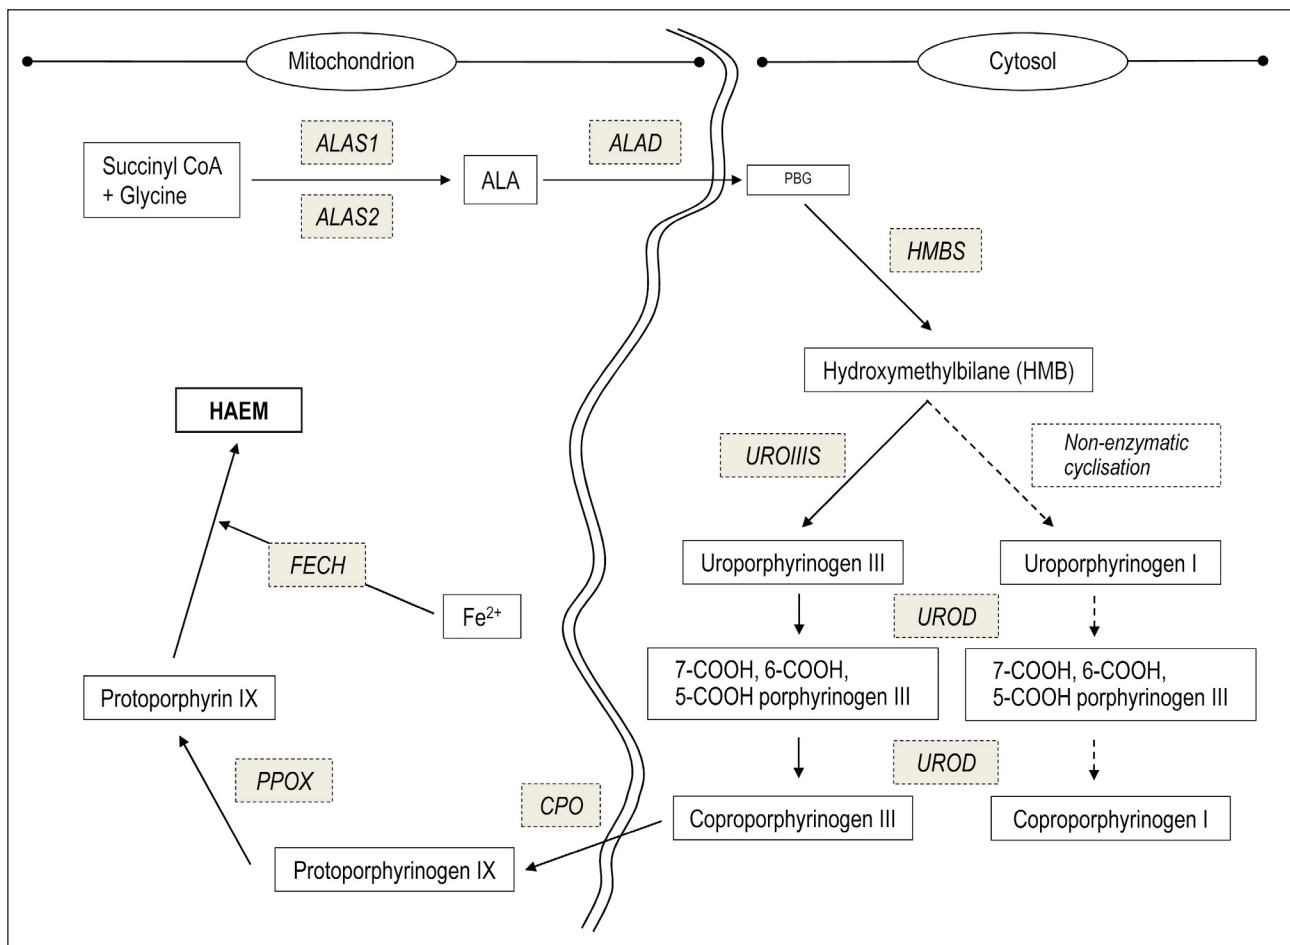 Mitochondrion
Cytosol
ALAS1
ALAD
Succinyl CoA
+ Glycine
ALA
PBG
ALAS2
HMBS
Hydroxymethylbilane (HMB)
HAEM
UROIIIS
Non-enzymatic
cyclisation
FECH
Uroporphyrinogen III
Uroporphyrinogen I
Fe²⁺
UROD
7-COOH, 6-COOH,
5-COOH porphyrinogen III
7-COOH, 6-COOH,
5-COOH porphyrinogen III
Protoporphyrin IX
PPOX
UROD
CPO
Coproporphyrinogen III
Coproporphyrinogen I
Protoporphyrinogen IX